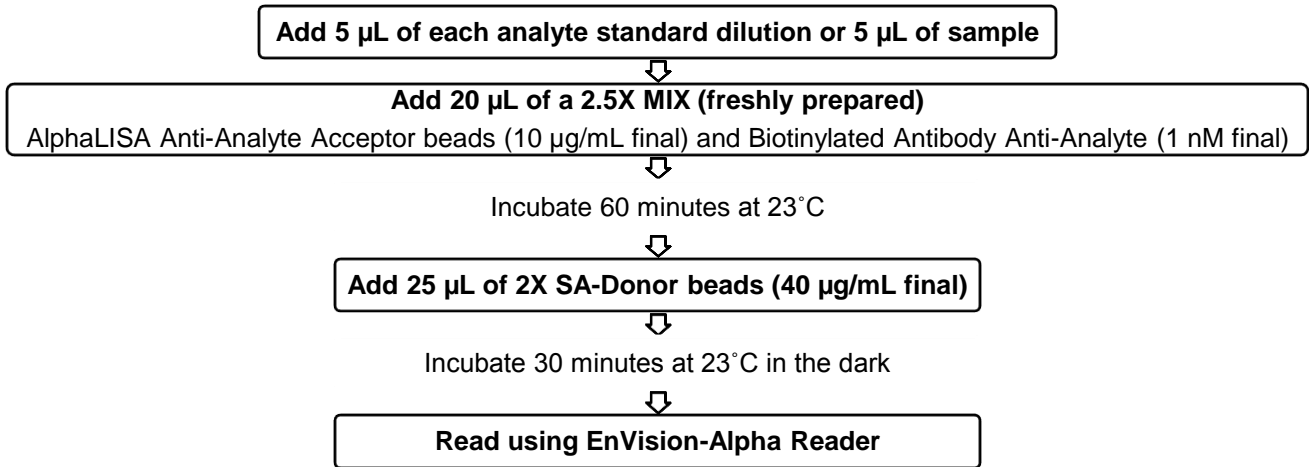 Add 5 µL of each analyte standard dilution or 5 µL of sample
Add 20 µL of a 2.5X MIX (freshly prepared)
AlphaLISA Anti-Analyte Acceptor beads (10 µg/mL final) and Biotinylated Antibody Anti-Analyte (1 nM final)
Incubate 60 minutes at 23˚C
Add 25 µL of 2X SA-Donor beads (40 µg/mL final)
Incubate 30 minutes at 23˚C in the dark
Read using EnVision-Alpha Reader